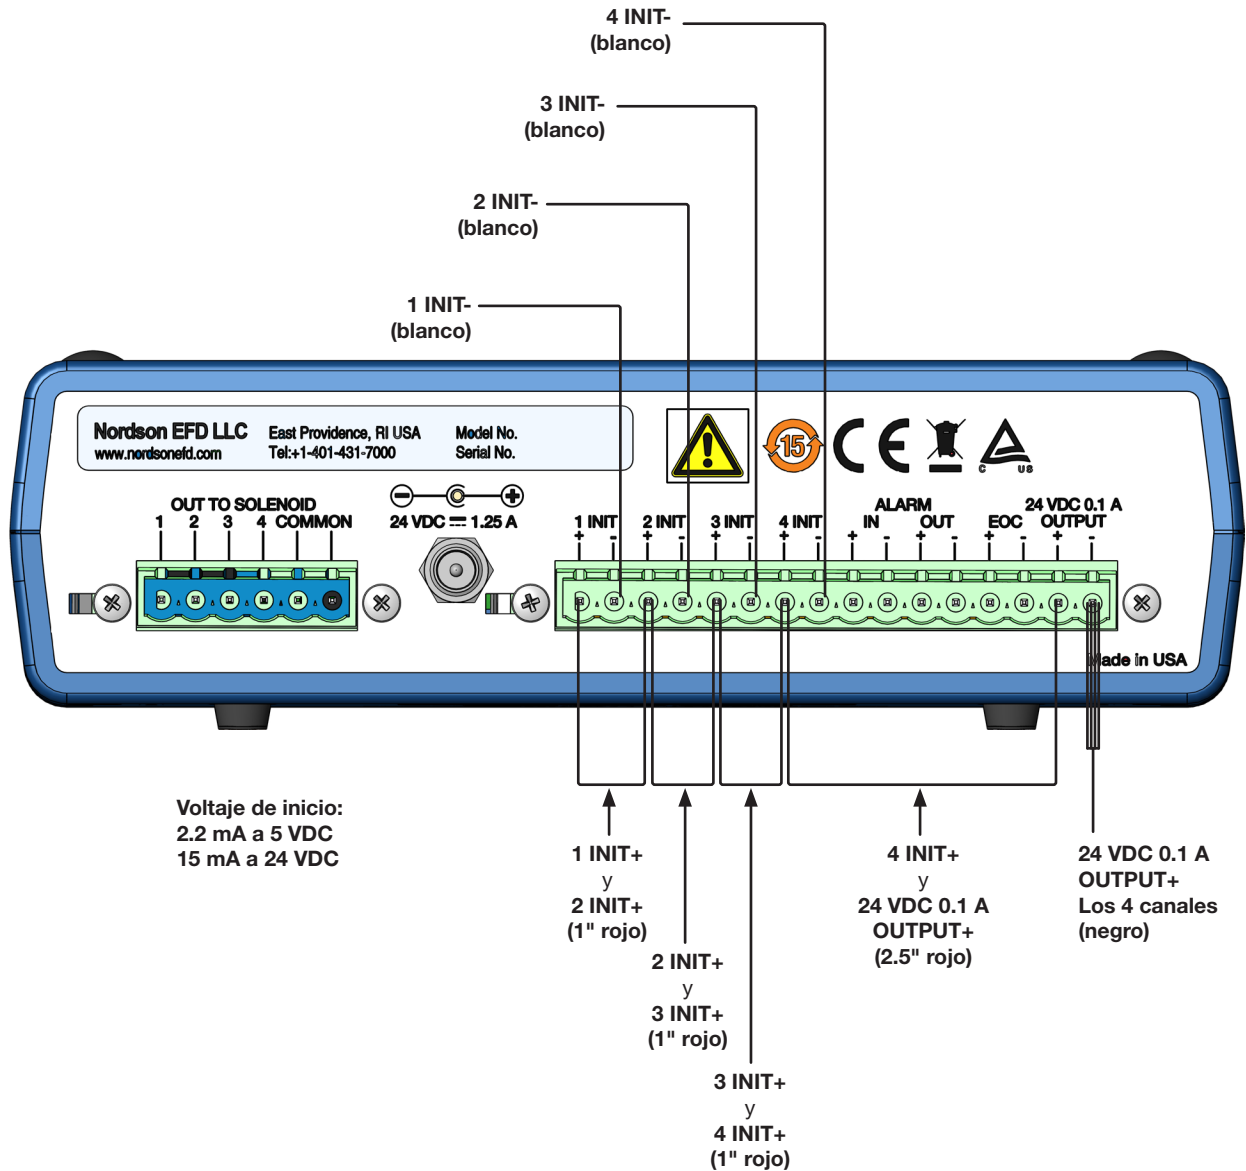 4 INIT-
(blanco)
3 INIT-
(blanco)
2 INIT-
(blanco)
1 INIT-
(blanco)
Nordson EFD LLC
www.nordsonefd.com
East Providence, RI USA
Tel:+1-401-431-7000
Model No.
Serial No.
15
C US
OUT TO SOLENOID
1 2 3 4 COMMON
24 VDC 1.25 A
1 INIT
+ -
2 INIT
+ -
3 INIT
+ -
4 INIT
+ -
ALARM
IN OUT
+ - + -
EOC
+ -
24 VDC 0.1 A
OUTPUT
+ -
Made in USA
Voltaje de inicio:
2.2 mA a 5 VDC
15 mA a 24 VDC
1 INIT+
y
2 INIT+
(1" rojo)
2 INIT+
y
3 INIT+
(1" rojo)
3 INIT+
y
4 INIT+
(1" rojo)
4 INIT+
y
24 VDC 0.1 A
OUTPUT+
(2.5" rojo)
24 VDC 0.1 A
OUTPUT+
Los 4 canales
(negro)